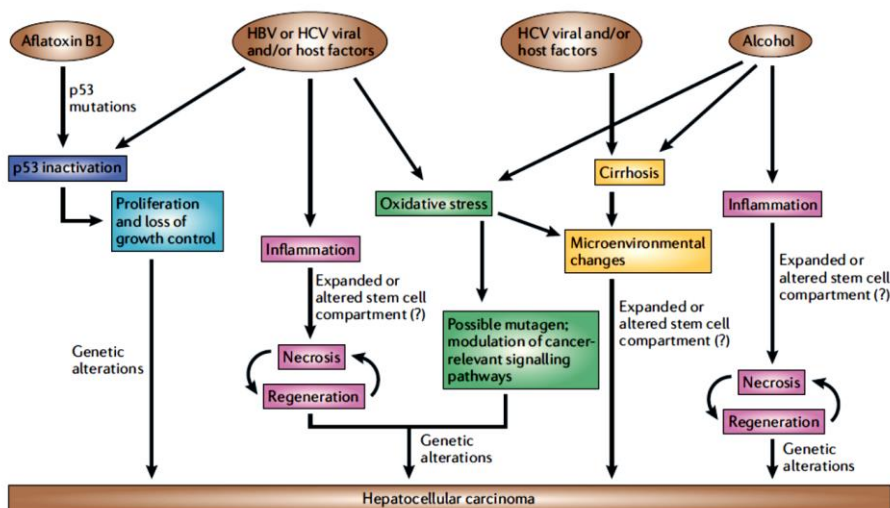 Aflatoxin B1
HBV or HCV viral
and/or host factors
HCV viral and/or
host factors
Alcohol
p53
mutations
p53 inactivation
Cirrhosis
Proliferation
and loss of
growth control
Oxidative stress
Inflammation
Inflammation
Microenvironmental
changes
Expanded or
altered stem cell
compartment (?)
Expanded or
altered stem cell
compartment (?)
Expanded or
altered stem cell
compartment (?)
Possible mutagen;
modulation of cancer-
relevant signalling
pathways
Genetic
alterations
Necrosis
Regeneration
Necrosis
Regeneration
Genetic
alterations
Genetic
alterations
Hepatocellular carcinoma